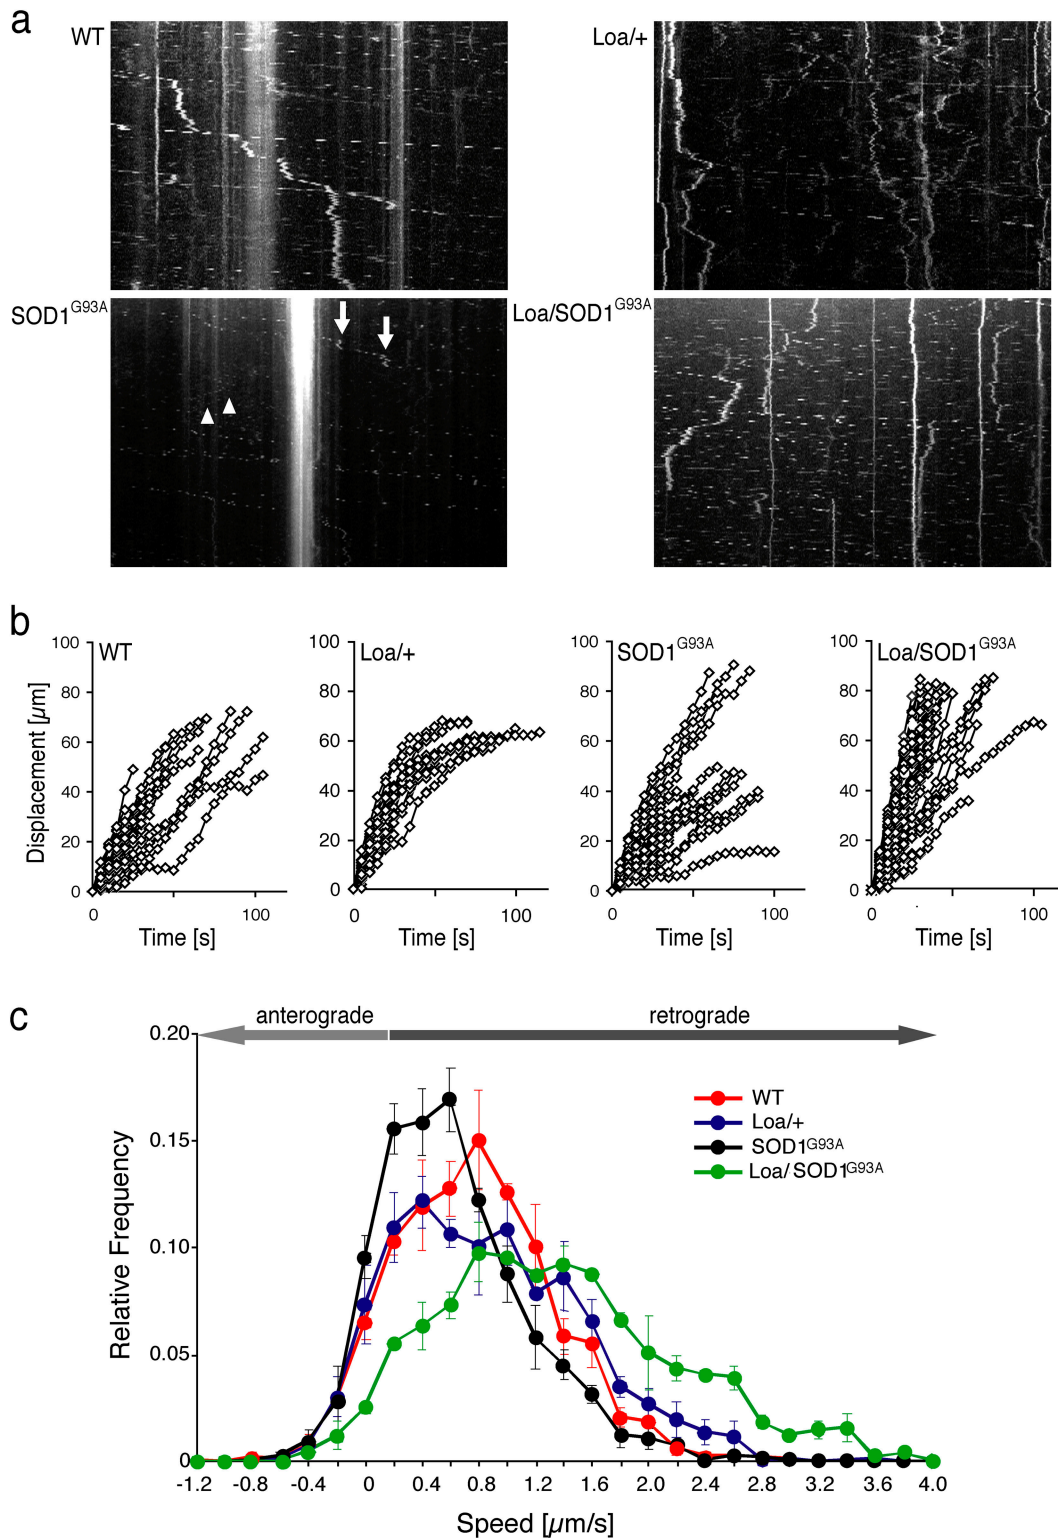 a
WT
Loa/+
SOD1G93A
Loa/SOD1G93A
b
WT
Loa/+
SOD1G93A
Loa/SOD1G93A
Displacement [µm]
100
80
60
40
20
0
100
80
60
40
20
0
100
80
60
40
20
0
100
80
60
40
20
0
0 100
0 100
0 100
0 100
Time [s]
Time [s]
Time [s]
Time [s]
c
anterograde
retrograde
WT
Loa/+
SOD1G93A
Loa/SOD1G93A
Relative Frequency
0.20
0.15
0.10
0.05
0
-1.2 -0.4 0 0.4 0.8 1.2 1.6 2.0 2.4 2.8 3.2 3.6 4.0
Speed [µm/s]